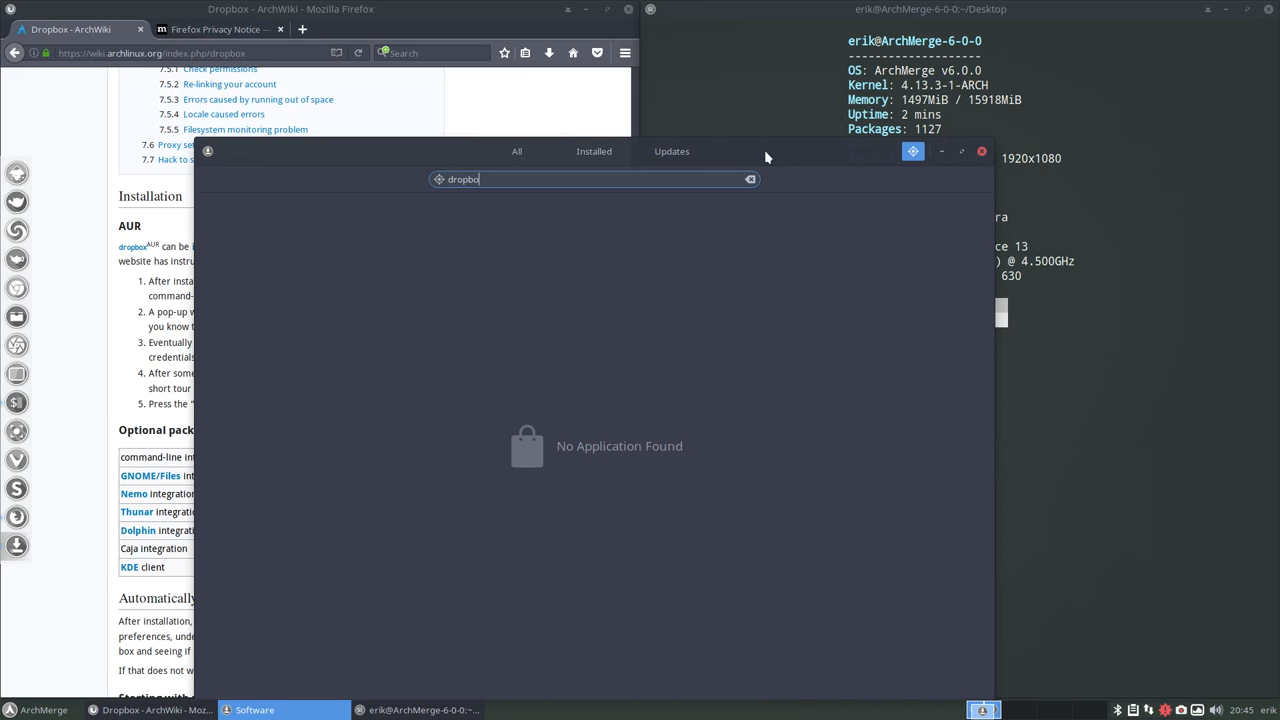 Dropbox - ArchWiki - Mozilla Firefox
erik@ArchMerge-6-0-0:~/Desktop
Dropbox - ArchWiki
Firefox Privacy Notice —
https://wiki.archlinux.org/index.php/dropbox
Search
7.5.1 Check permissions
7.5.2 Re-linking your account
7.5.3 Errors caused by running out of space
7.5.4 Locale caused errors
7.5.5 Filesystem monitoring problem
7.6 Proxy set
7.7 Hack to s
erik@ArchMerge-6-0-0
-------------------
OS: ArchMerge v6.0.0
Kernel: 4.13.3-1-ARCH
Memory: 1497MiB / 15918MiB
Uptime: 2 mins
Packages: 1127
1920x1080
ra
ce 13
) @ 4.500GHz
630
All
Installed
Updates
dropbo
No Application Found
Installation
AUR
dropboxAUR can be i
website has instru
1. After insta
command-
2. A pop-up w
you know t
3. Eventually
credentials
4. After some
short tour
5. Press the "
Optional pack
command-line int
GNOME/Files int
Nemo integration
Thunar integratio
Dolphin integrati
Caja integration
KDE client
Automatically
After installation,
preferences, unde
box and seeing if
If that does not w
Starting with
ArchMerge
Dropbox - ArchWiki - Moz...
Software
erik@ArchMerge-6-0-0:~...
20:45
erik